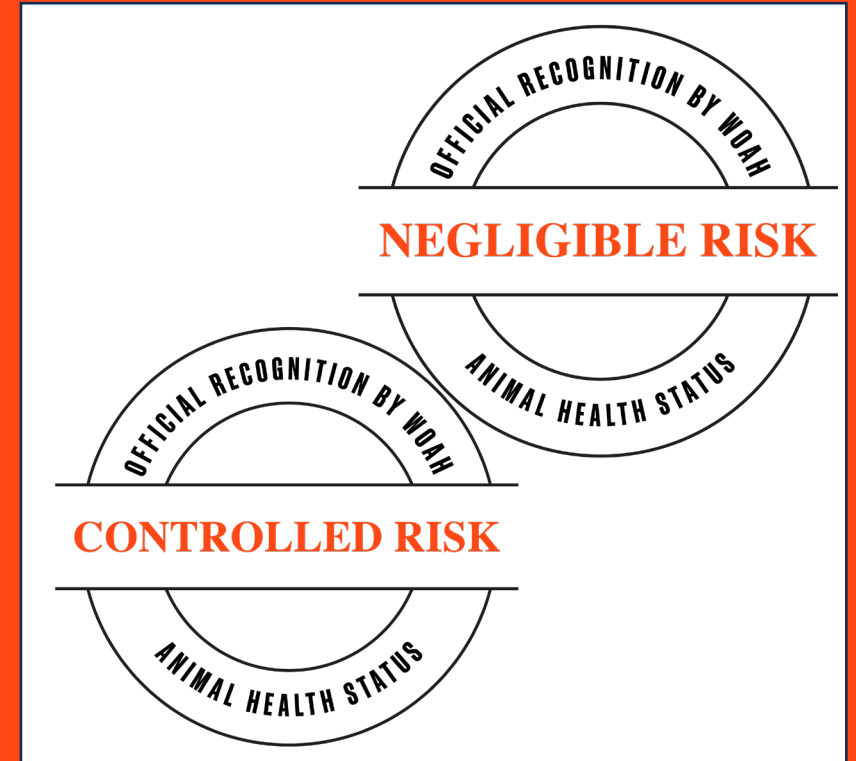 OFFICIAL RECOGNITION BY WOAH
NEGLIGIBLE RISK
ANIMAL HEALTH STATUS
OFFICIAL RECOGNITION BY WOAH
CONTROLLED RISK
ANIMAL HEALTH STATUS